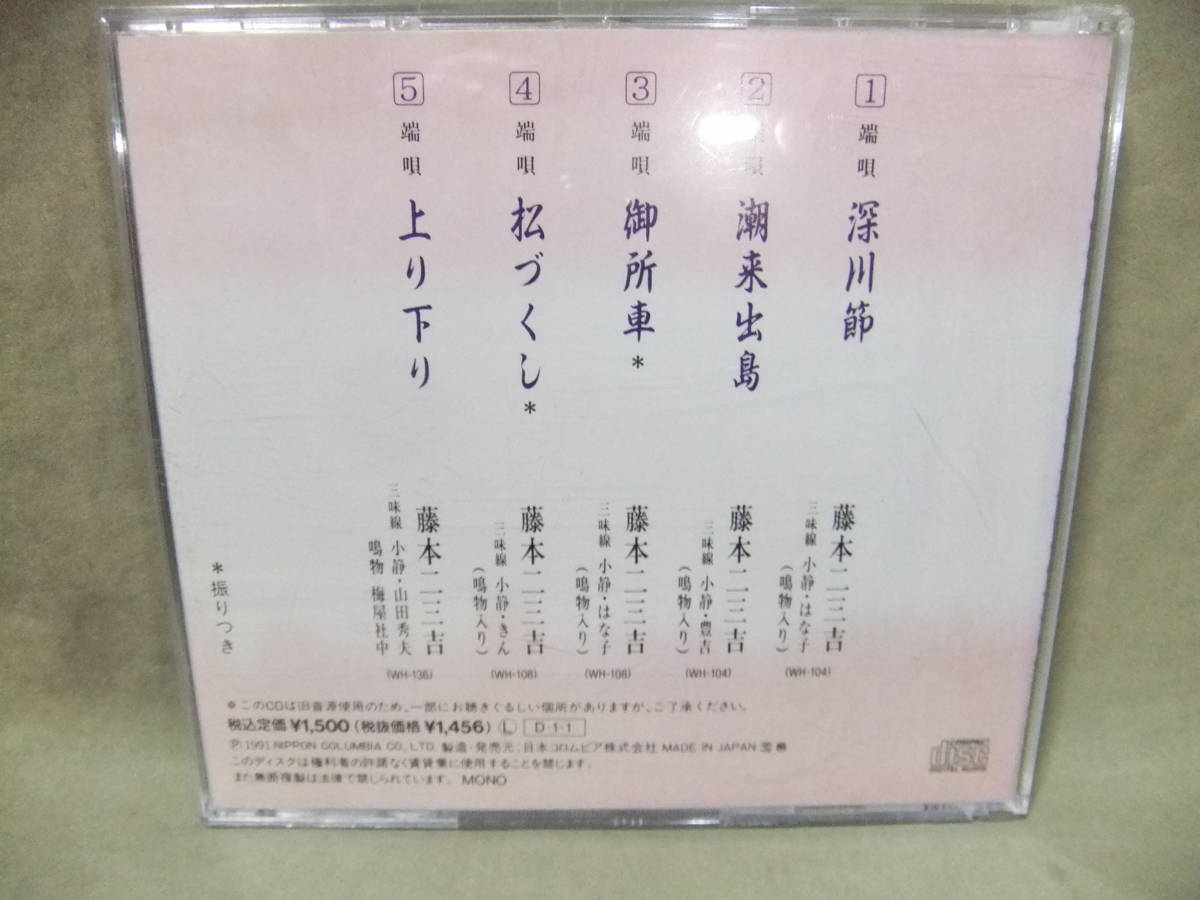 1 端唄 深川節
藤本二三吉
三味線 小静・はな子
(鳴物入り)
(WH-104)
2 唄 潮来出島
藤本二三吉
三味線 小静・豊吉
(鳴物入り)
(WH-104)
3 端唄 御所車*
藤本二三吉
三味線 小静・はな子
(鳴物入り)
(WH-108)
4 端唄 松づくし*
藤本二三吉
三味線 小静・きん
(鳴物入り)
(WH-108)
5 端唄 上り下り
藤本二三吉
三味線 小静・山田秀夫
鳴物 梅屋社中
(WH-136)
*振りつき
*このCDは旧音源使用のため、一部にお聴きぐるしい個所がありますが、ご了承ください。
税込定価¥1,500(税抜価格¥1,456) L D-1-1
Ⓟ1991 NIPPON COLUMBIA CO., LTD. 製造・発売元:日本コロムビア株式会社 MADE IN JAPAN
このディスクは権利者の許諾なく賃貸業に使用することを禁じます。
また無断複製は法律で禁じられています。 MONO
disc